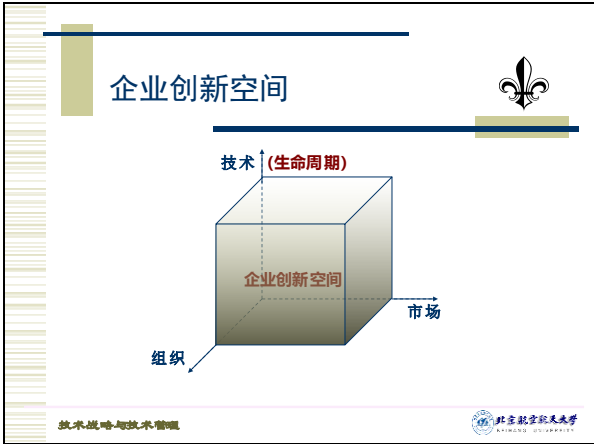 企业创新空间
技术 (生命周期)
企业创新空间
市场
组织
技术战略与技术管理
北京航空航天大学
BEIHANG UNIVERSITY